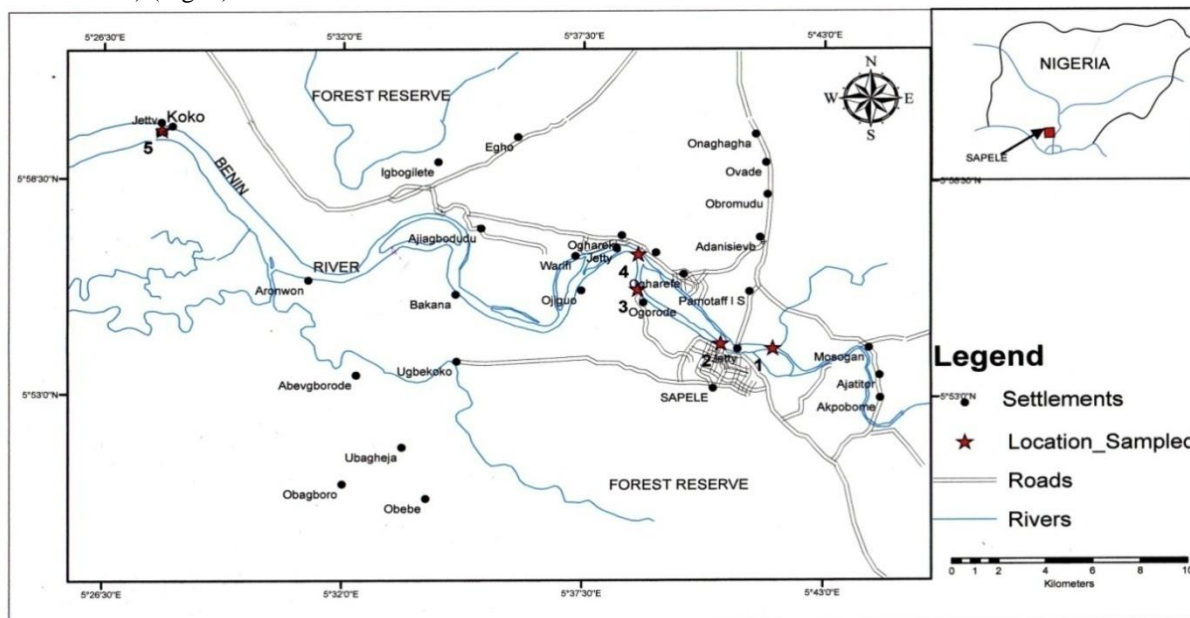 5°26'30"E 5°32'0"E 5°37'30"E 5°43'0"E
NIGERIA
SAPELE
FOREST RESERVE
N
W E
S
Jetty Koko
5
BENIN
Egho
Igbogilete
Onaghagha
Ovade
Obromudu
5°58'30"N
Ajiagbodudu
Adanisievb
Warifi
Jetty
4
RIVER
Aronwon
Bakana
Ojiguo
3
Ogorode
Pamotaff I S
2
Jetty
1
Mosogan
Legend
Ugbekoko
Abevgborode
SAPELE
Ajatitor
Akpobome
5°53'0"N 5°53'0"N
Settlements
Location_Sampled
Roads
Rivers
Ubagheja
Obagboro
Obebe
FOREST RESERVE
0 1 2 4 6 8 10
Kilometers
5°26'30"E 5°32'0"E 5°37'30"E 5°43'0"E